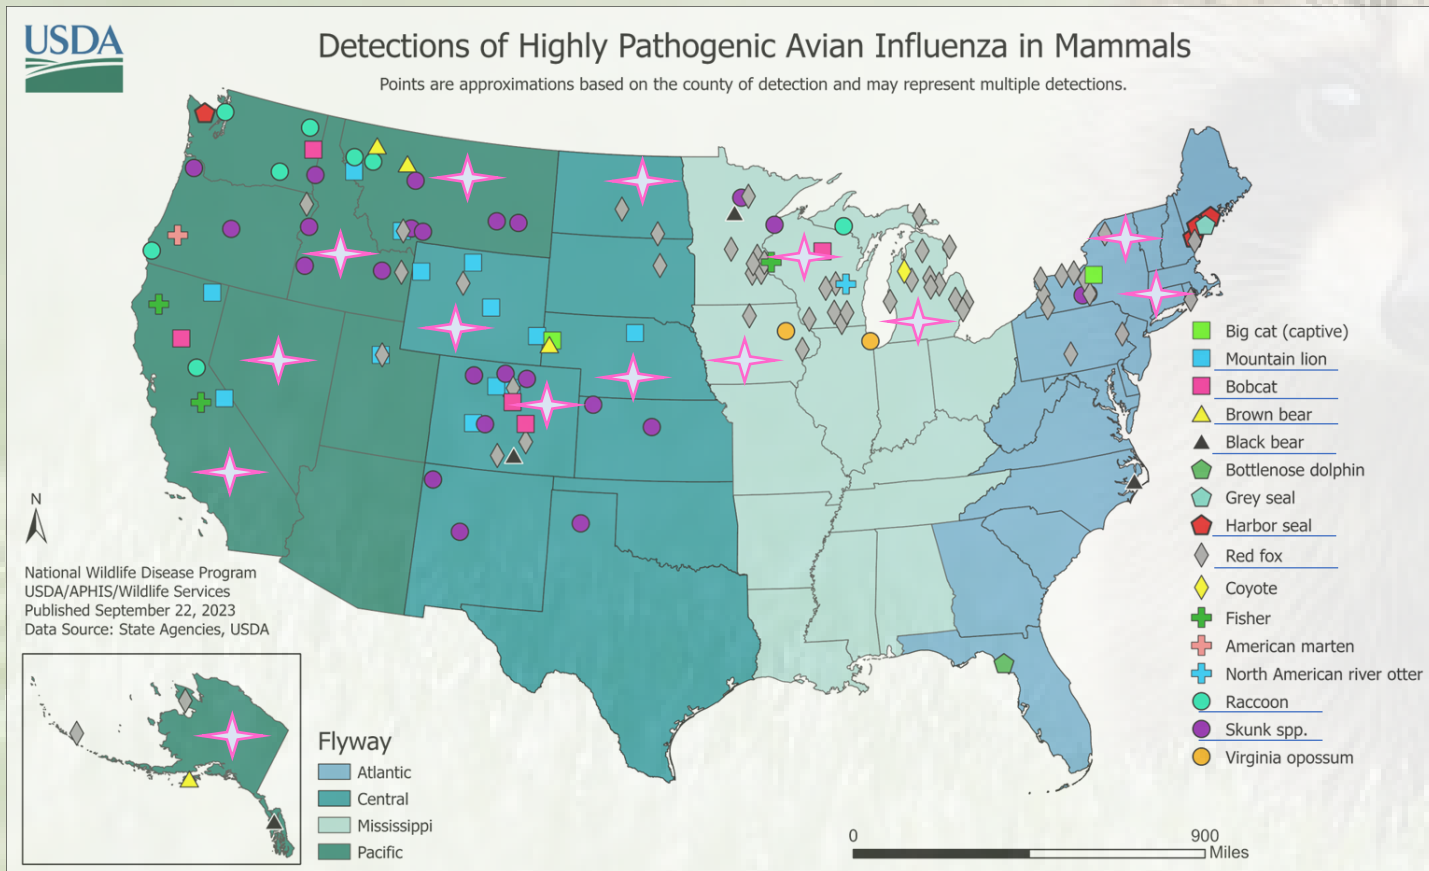 USDA
Detections of Highly Pathogenic Avian Influenza in Mammals
Points are approximations based on the county of detection and may represent multiple detections.
Big cat (captive)
Mountain lion
Bobcat
Brown bear
Black bear
Bottlenose dolphin
Grey seal
Harbor seal
Red fox
Coyote
Fisher
American marten
North American river otter
Raccoon
Skunk spp.
Virginia opossum
N
National Wildlife Disease Program
USDA/APHIS/Wildlife Services
Published September 22, 2023
Data Source: State Agencies, USDA
Flyway
Atlantic
Central
Mississippi
Pacific
0 900
Miles